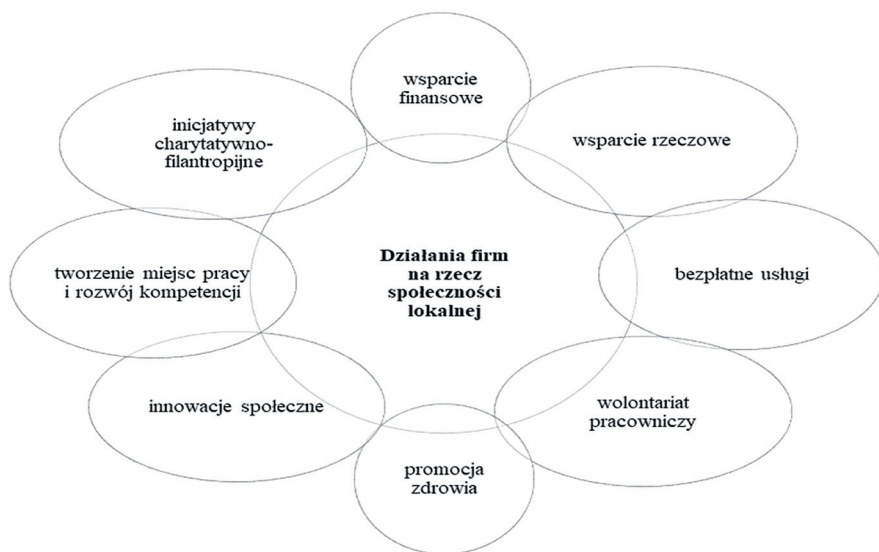 wsparcie
finansowe
wsparcie rzeczowe
inicjatywy
charytatywno-
filantropijne
Działania firm
na rzecz
społeczności
lokalnej
bezpłatne usługi
tworzenie miejsc pracy
i rozwój kompetencji
innowacje społeczne
wolontariat
pracowniczy
promocja
zdrowia